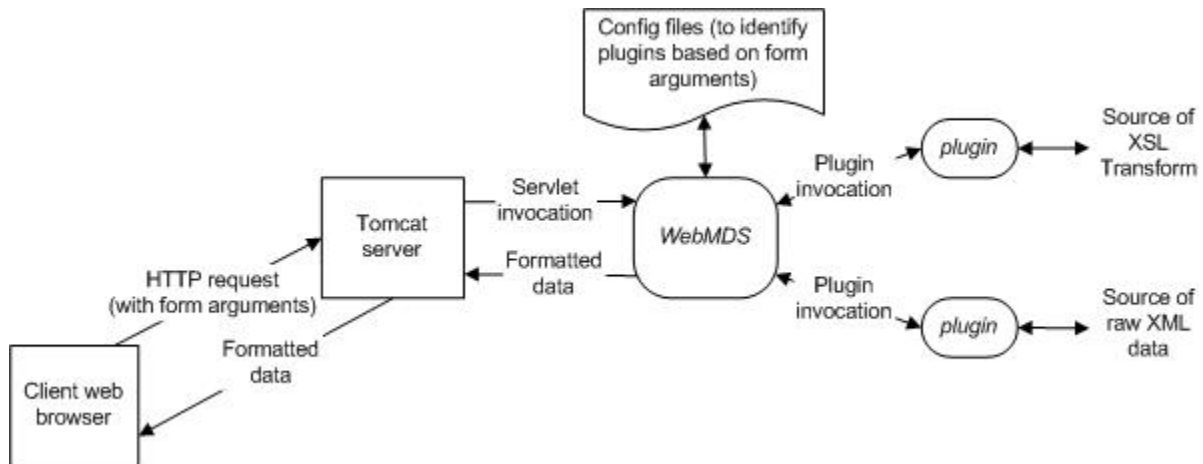 Config files (to identify
plugins based on form
arguments)
plugin
Source of
XSL
Transform
Plugin
invocation
Servlet
invocation
Tomcat
server
WebMDS
Formatted
data
HTTP request
(with form arguments)
Plugin
invocation
plugin
Source of
raw XML
data
Formatted
data
Client web
browser